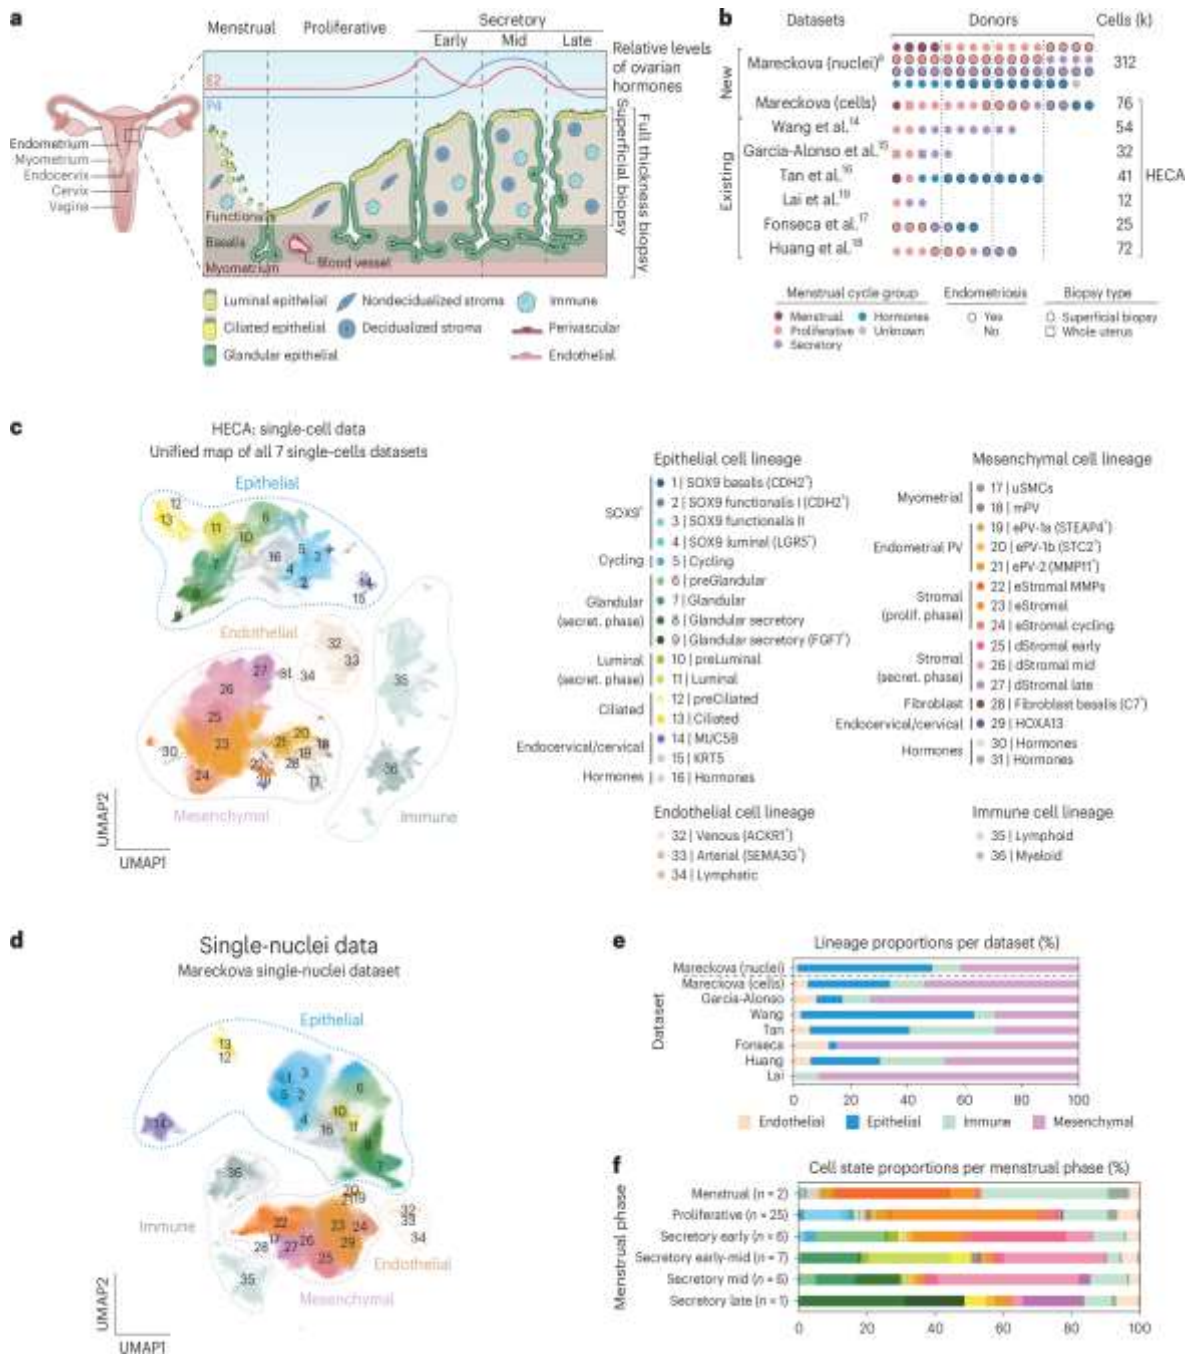 a
Menstrual
Proliferative
Secretory
Early
Mid
Late
Relative levels
of ovarian
hormones
E2
P4
Endometrium
Myometrium
Endocervix
Cervix
Vagina
Functionalis
Basalis
Myometrium
Blood vessel
Superficial biopsy
Full thickness biopsy
Luminal epithelial
Ciliated epithelial
Glandular epithelial
Nondecidualized stroma
Decidualized stroma
Immune
Perivascular
Endothelial
b
Datasets
Donors
Cells (k)
New
Existing
Mareckova (nuclei)
312
Mareckova (cells)
76
Wang et al.14
54
Garcia-Alonso et al.15
32
Tan et al.16
41
Lai et al.19
12
Fonseca et al.17
25
Huang et al.18
72
HECA
Menstrual cycle group
Menstrual
Proliferative
Secretory
Hormones
Unknown
Endometriosis
Yes
No
Biopsy type
Superficial biopsy
Whole uterus
c
HECA: single-cell data
Unified map of all 7 single-cells datasets
Epithelial
Endothelial
Mesenchymal
Immune
UMAP2
UMAP1
Epithelial cell lineage
SOX9+
1 | SOX9 basalis (CDH2+)
2 | SOX9 functionalis I (CDH2+)
3 | SOX9 functionalis II
4 | SOX9 luminal (LGR5+)
Cycling
5 | Cycling
Glandular
(secret. phase)
6 | preGlandular
7 | Glandular
8 | Glandular secretory
9 | Glandular secretory (FGF7+)
Luminal
(secret. phase)
10 | preLuminal
11 | Luminal
Ciliated
12 | preCiliated
13 | Ciliated
Endocervical/cervical
14 | MUC5B
15 | KRT5
Hormones
16 | Hormones
Mesenchymal cell lineage
Myometrial
17 | uSMCs
18 | mPV
Endometrial PV
19 | ePV-1a (STEAP4+)
20 | ePV-1b (STC2+)
21 | ePV-2 (MMP11+)
Stromal
(prolif. phase)
22 | eStromal MMPs
23 | eStromal
24 | eStromal cycling
Stromal
(secret. phase)
25 | dStromal early
26 | dStromal mid
27 | dStromal late
Fibroblast
28 | Fibroblast basalis (C7+)
Endocervical/cervical
29 | HOXA13
Hormones
30 | Hormones
31 | Hormones
Endothelial cell lineage
32 | Venous (ACKR1+)
33 | Arterial (SEMA3G+)
34 | Lymphatic
Immune cell lineage
35 | Lymphoid
36 | Myeloid
d
Single-nuclei data
Mareckova single-nuclei dataset
Epithelial
Immune
Endothelial
Mesenchymal
UMAP2
UMAP1
e
Lineage proportions per dataset (%)
Dataset
Mareckova (nuclei)
Mareckova (cells)
Garcia-Alonso
Wang
Tan
Fonseca
Huang
Lai
0 20 40 60 80 100
Endothelial
Epithelial
Immune
Mesenchymal
f
Cell state proportions per menstrual phase (%)
Menstrual phase
Menstrual (n = 2)
Proliferative (n = 25)
Secretory early (n = 6)
Secretory early-mid (n = 7)
Secretory mid (n = 6)
Secretory late (n = 1)
0 20 40 60 80 100